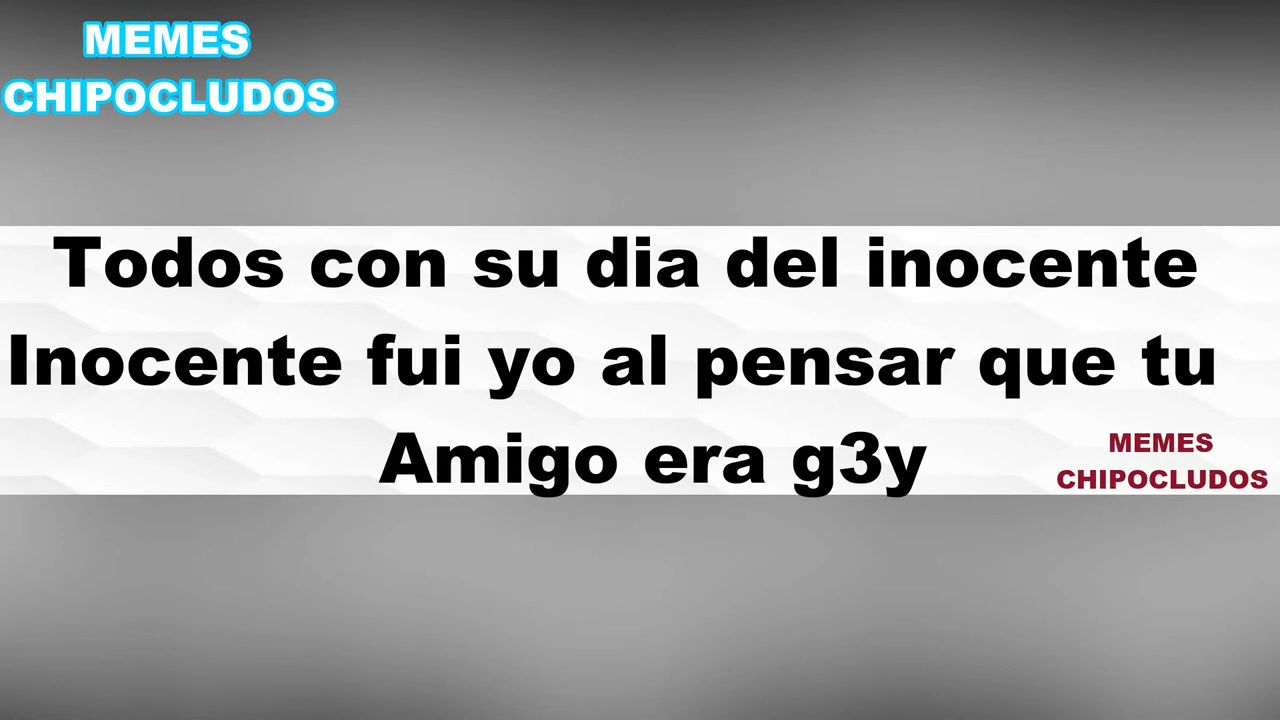 MEMES
CHIPOCLUDOS
Todos con su dia del inocente
Inocente fui yo al pensar que tu
Amigo era g3y
MEMES
CHIPOCLUDOS